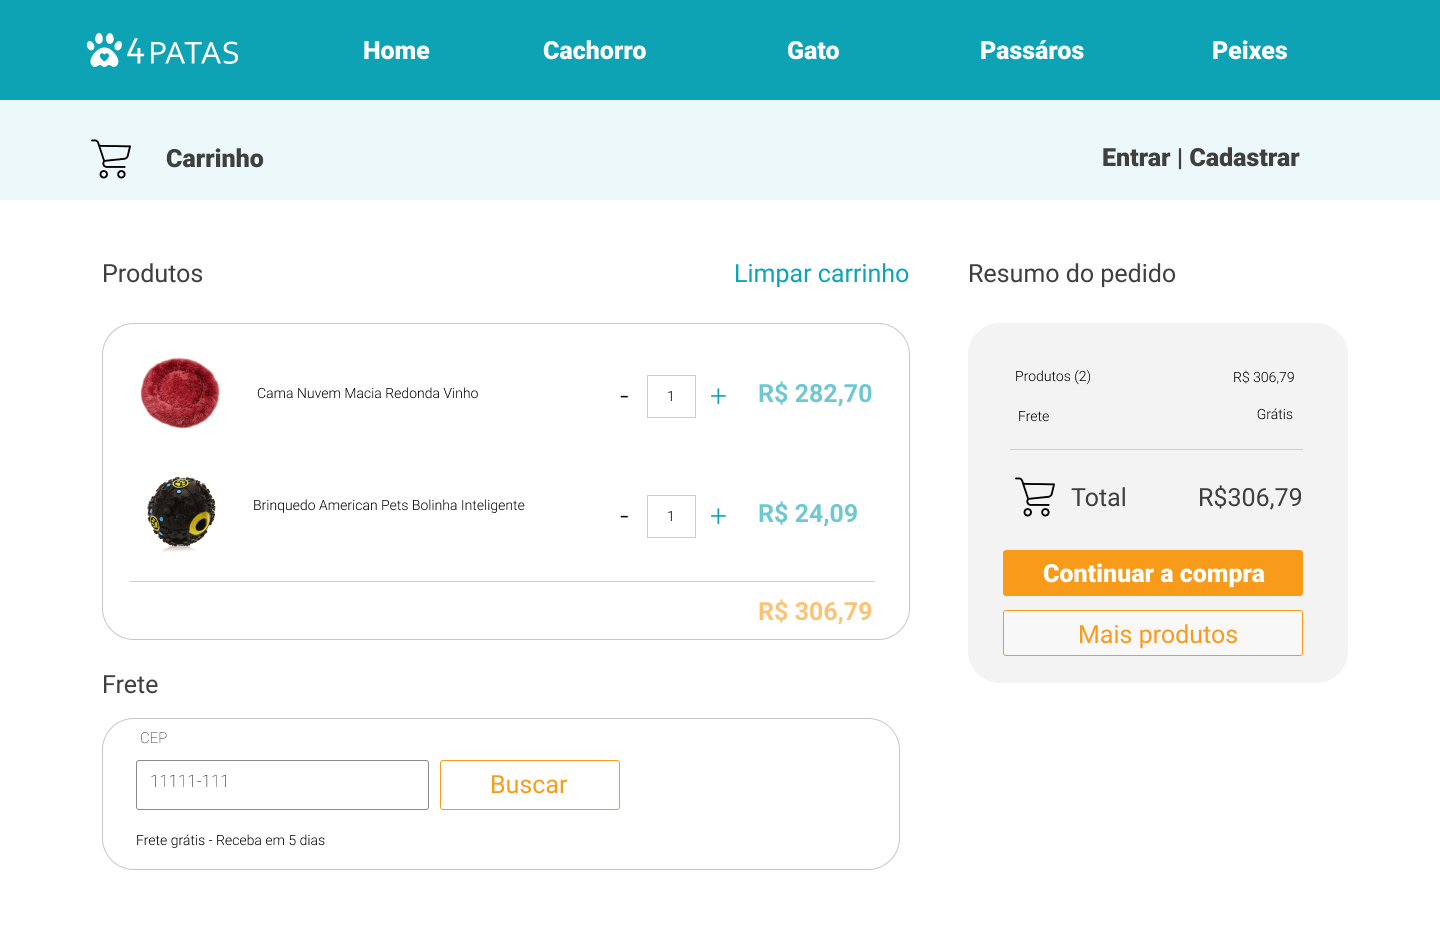 4 PATAS
Home
Cachorro
Gato
Passáros
Peixes
Carrinho
Entrar | Cadastrar
Produtos
Limpar carrinho
Cama Nuvem Macia Redonda Vinho
- 1 + R$ 282,70
Brinquedo American Pets Bolinha Inteligente
- 1 + R$ 24,09
R$ 306,79
Resumo do pedido
Produtos (2) R$ 306,79
Frete Grátis
Total R$306,79
Continuar a compra
Mais produtos
Frete
CEP
11111-111
Buscar
Frete grátis - Receba em 5 dias